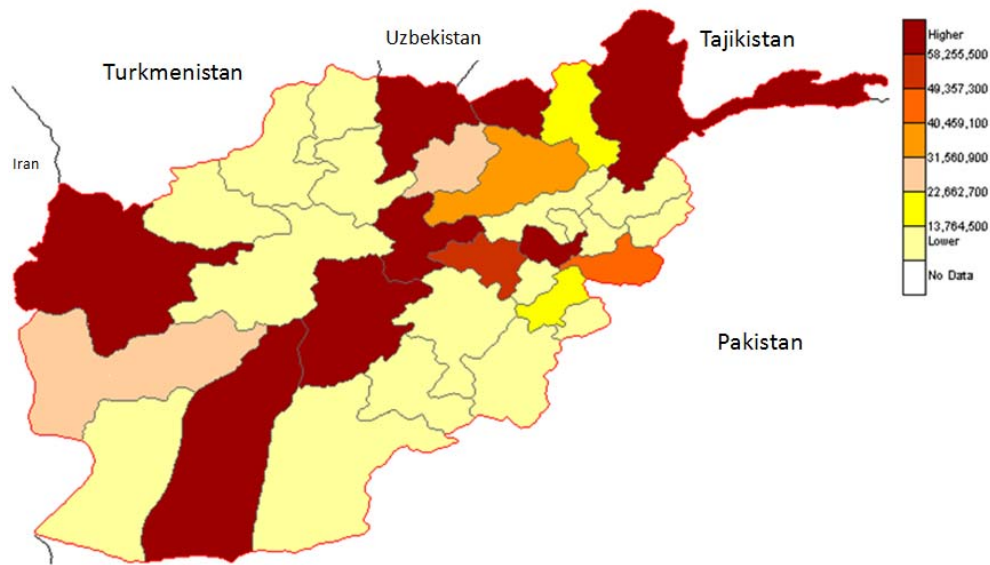 Uzbekistan
Tajikistan
Turkmenistan
Iran
Pakistan
Higher
58,255,500
49,357,300
40,459,100
31,560,900
22,662,700
13,764,500
Lower
No Data